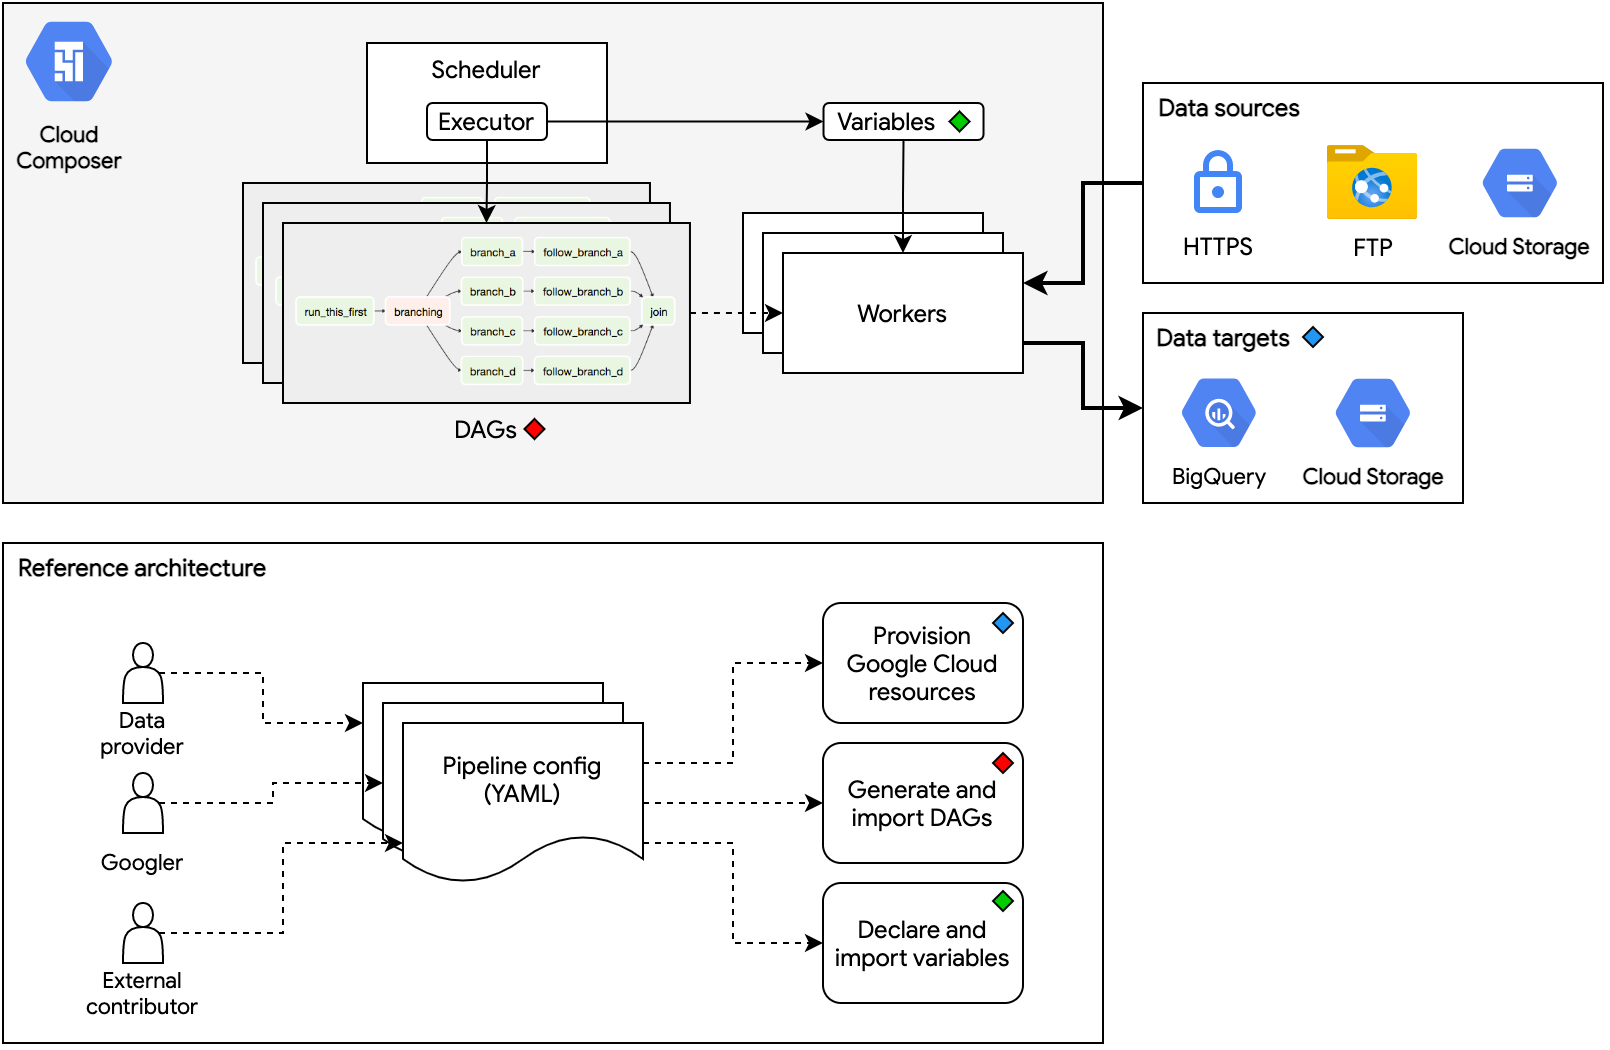 Cloud
Composer
Scheduler
Executor
Variables
run_this_first
branching
branch_a
follow_branch_a
branch_b
follow_branch_b
branch_c
follow_branch_c
branch_d
follow_branch_d
join
DAGs
Workers
Data sources
HTTPS
FTP
Cloud Storage
Data targets
BigQuery
Cloud Storage
Reference architecture
Data
provider
Googler
External
contributor
Pipeline config
(YAML)
Provision
Google Cloud
resources
Generate and
import DAGs
Declare and
import variables